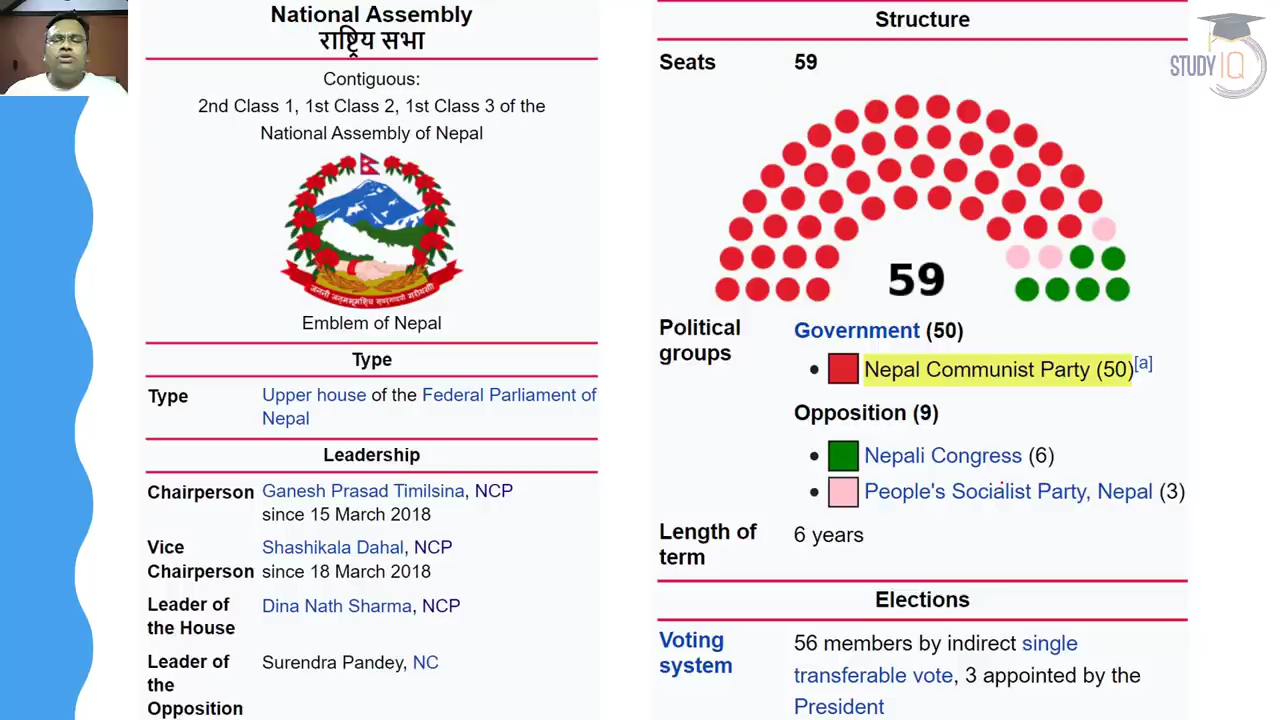 National Assembly
राष्ट्रिय सभा
Contiguous:
2nd Class 1, 1st Class 2, 1st Class 3 of the
National Assembly of Nepal
Emblem of Nepal
Type
Type Upper house of the Federal Parliament of
Nepal
Leadership
Chairperson Ganesh Prasad Timilsina, NCP
since 15 March 2018
Vice Shashikala Dahal, NCP
Chairperson since 18 March 2018
Leader of Dina Nath Sharma, NCP
the House
Leader of Surendra Pandey, NC
the
Opposition
Structure
Seats 59
59
Political Government (50)
groups
Nepal Communist Party (50)[a]
Opposition (9)
Nepali Congress (6)
People's Socialist Party, Nepal (3)
Length of 6 years
term
Elections
Voting 56 members by indirect single
system transferable vote, 3 appointed by the
President
STUDY IQ